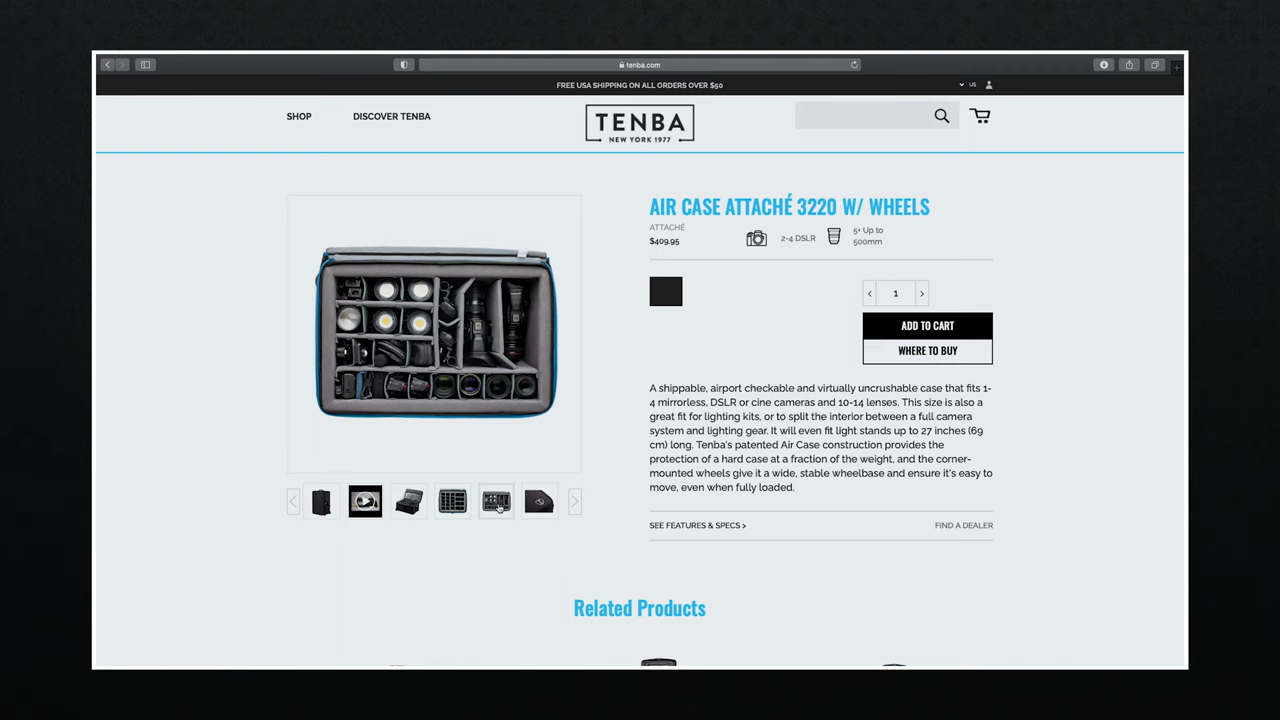 tenba.com
FREE USA SHIPPING ON ALL ORDERS OVER $50
US
SHOP
DISCOVER TENBA
TENBA
NEW YORK 1977
AIR CASE ATTACHÉ 3220 W/ WHEELS
ATTACHÉ
$409.95
2-4 DSLR
5+ Up to
500mm
1
ADD TO CART
WHERE TO BUY
A shippable, airport checkable and virtually uncrushable case that fits 1-
4 mirrorless, DSLR or cine cameras and 10-14 lenses. This size is also a
great fit for lighting kits, or to split the interior between a full camera
system and lighting gear. It will even fit light stands up to 27 inches (69
cm) long. Tenba's patented Air Case construction provides the
protection of a hard case at a fraction of the weight, and the corner-
mounted wheels give it a wide, stable wheelbase and ensure it's easy to
move, even when fully loaded.
SEE FEATURES & SPECS >
FIND A DEALER
Related Products